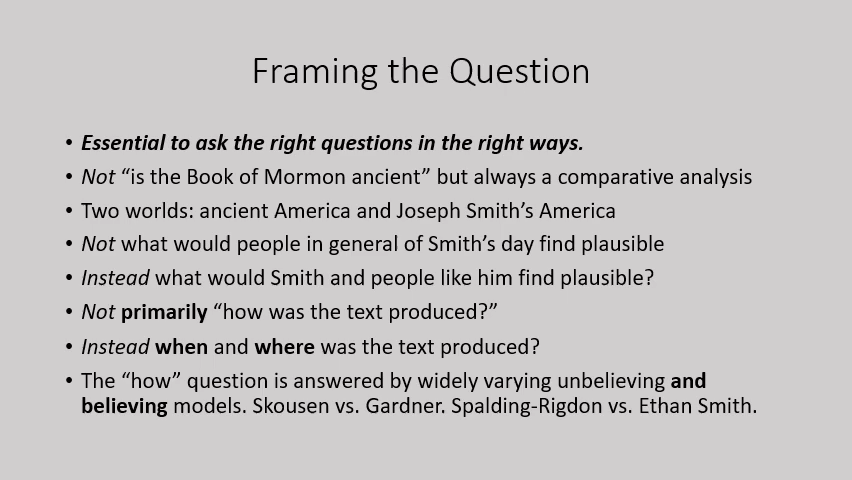 Framing the Question
• Essential to ask the right questions in the right ways.
• Not “is the Book of Mormon ancient” but always a comparative analysis
• Two worlds: ancient America and Joseph Smith’s America
• Not what would people in general of Smith’s day find plausible
• Instead what would Smith and people like him find plausible?
• Not primarily “how was the text produced?”
• Instead when and where was the text produced?
• The “how” question is answered by widely varying unbelieving and
believing models. Skousen vs. Gardner. Spalding-Rigdon vs. Ethan Smith.